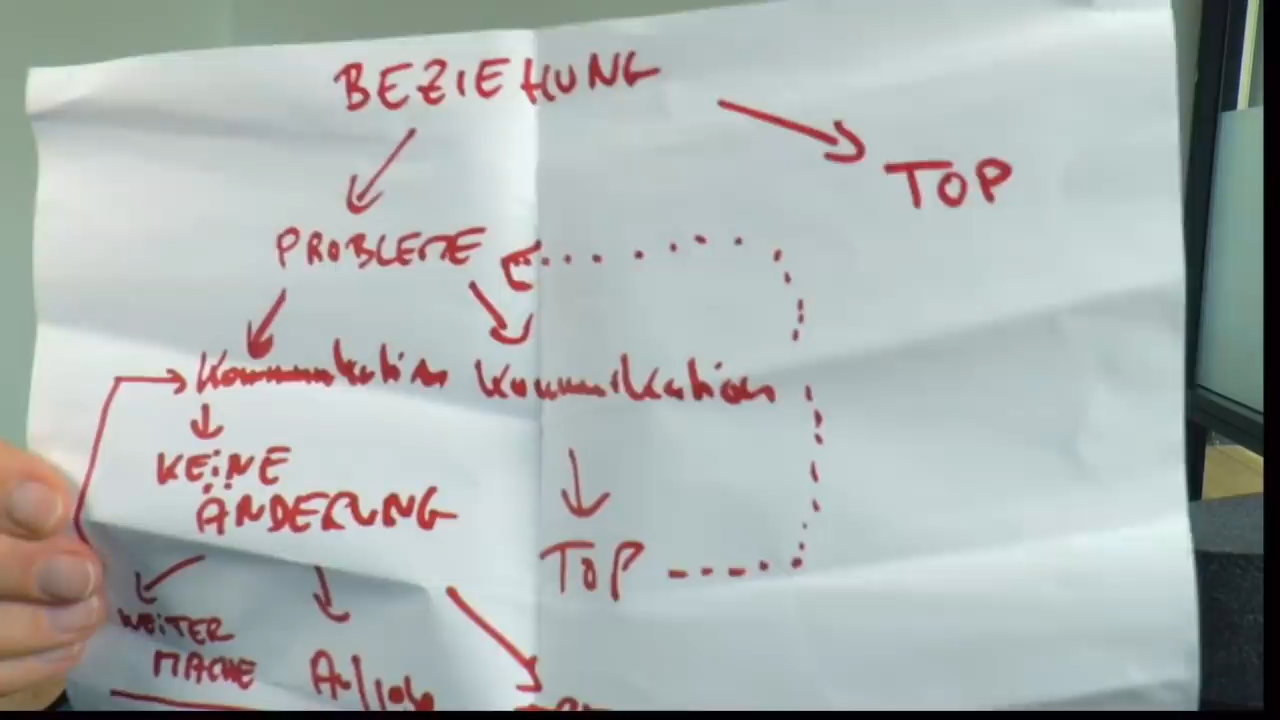 BEZIEHUNG
TOP
PROBLEME
Kommunikation Kommunikation
KEINE
ÄNDERUNG
TOP
WEITER
MACHE